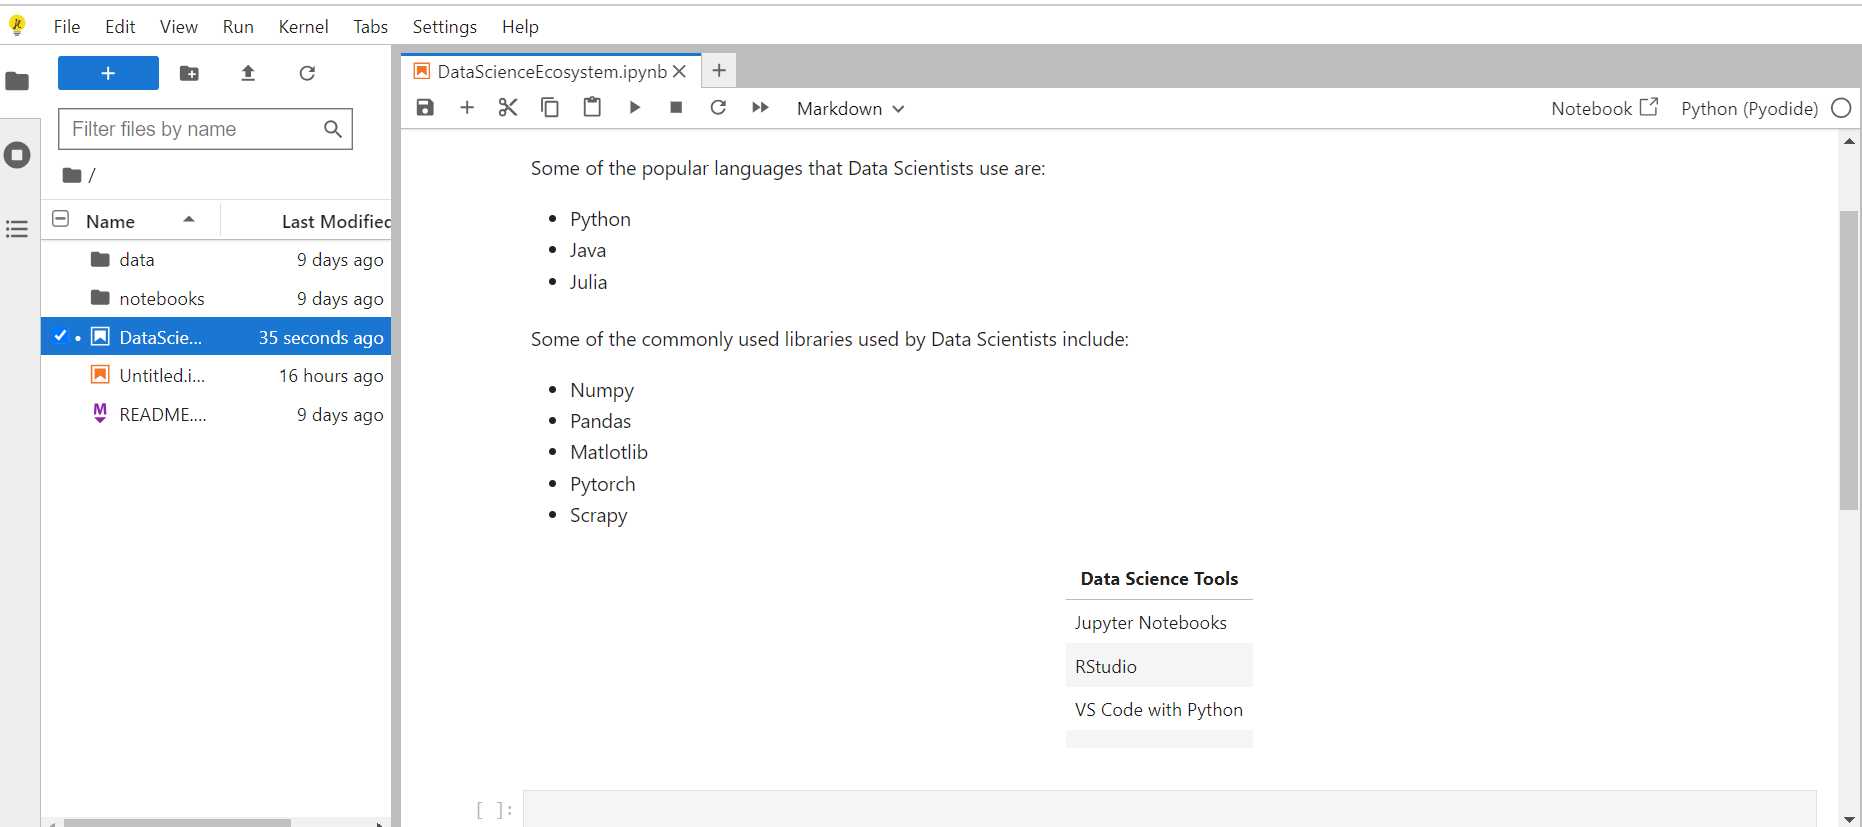 File Edit View Run Kernel Tabs Settings Help
+
Filter files by name
/
Name Last Modified
data 9 days ago
notebooks 9 days ago
DataScie... 35 seconds ago
Untitled.i... 16 hours ago
README.... 9 days ago
DataScienceEcosystem.ipynb
Markdown Notebook Python (Pyodide)
Some of the popular languages that Data Scientists use are:
• Python
• Java
• Julia
Some of the commonly used libraries used by Data Scientists include:
• Numpy
• Pandas
• Matlotlib
• Pytorch
• Scrapy
Data Science Tools
Jupyter Notebooks
RStudio
VS Code with Python
[ ]: